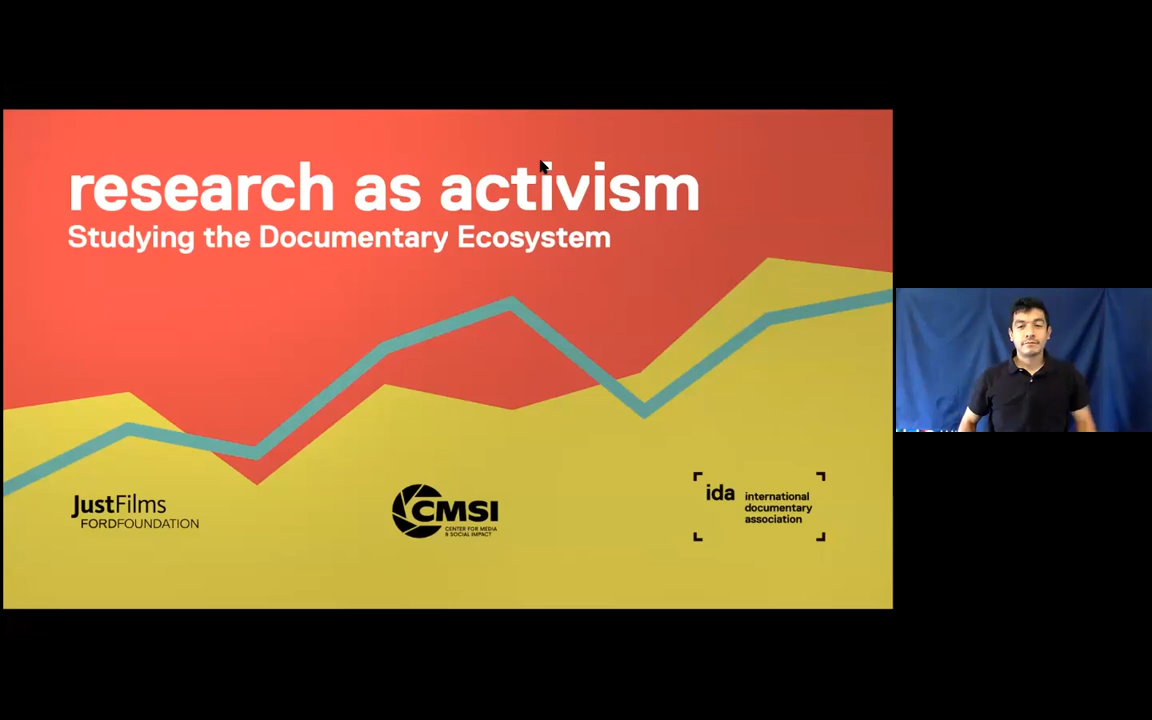 research as activism
Studying the Documentary Ecosystem
JustFilms
FORDFOUNDATION
CMSI
CENTER FOR MEDIA
& SOCIAL IMPACT
ida
international
documentary
association